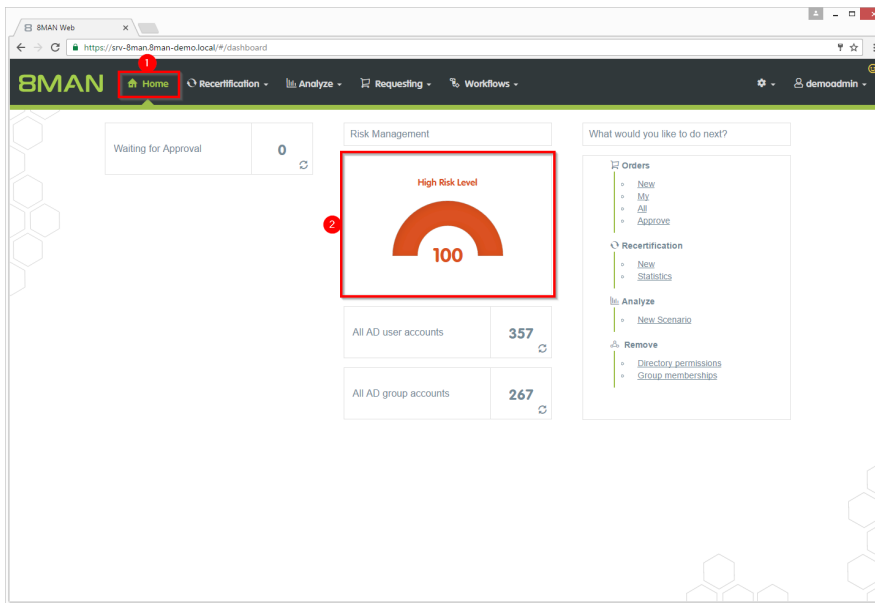 8MAN Web
https://srv-8man.8man-demo.local/#/dashboard
1
8MAN
Home
Recertification
Analyze
Requesting
Workflows
demoadmin
Waiting for Approval
0
Risk Management
High Risk Level
100
2
All AD user accounts
357
All AD group accounts
267
What would you like to do next?
Orders
New
My
All
Approve
Recertification
New
Statistics
Analyze
New Scenario
Remove
Directory permissions
Group memberships